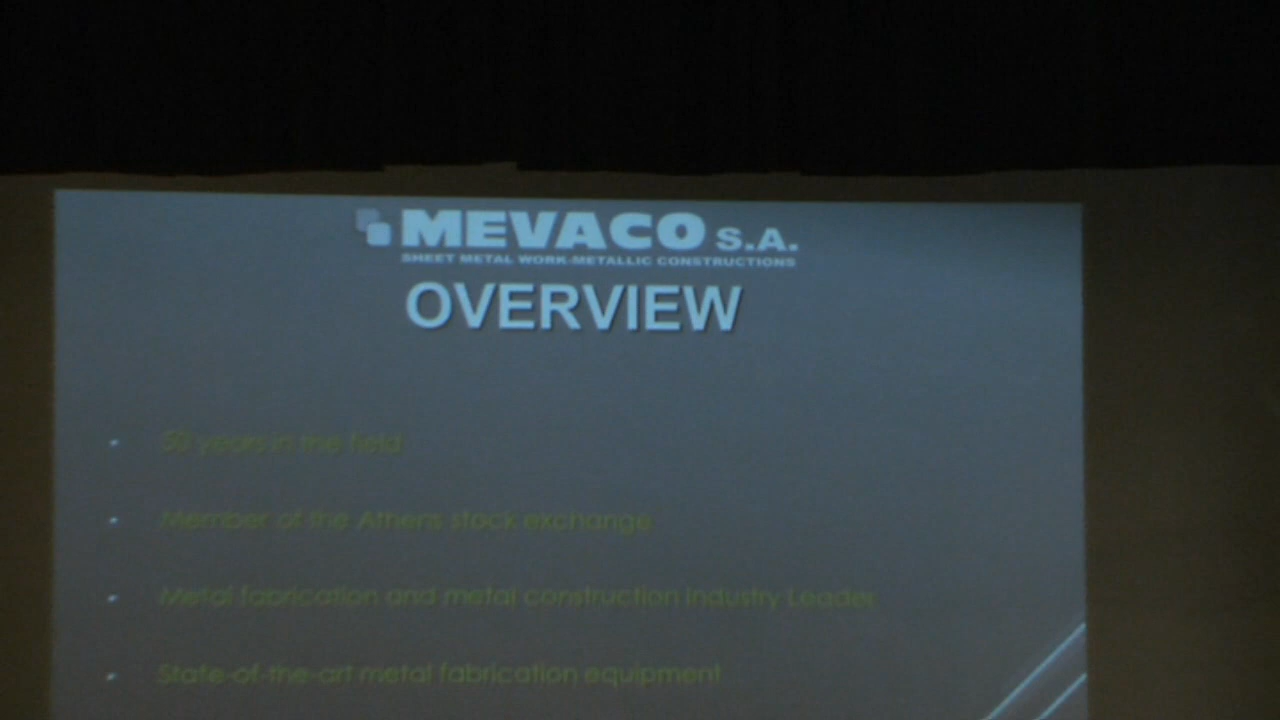 MEVACO S.A.
SHEET METAL WORK-METALLIC CONSTRUCTIONS
OVERVIEW
• 50 years in the field
• Member of the Athens stock exchange
• Metal fabrication and metal construction Industry Leader
• State-of-the-art metal fabrication equipment